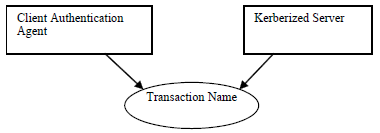 Client Authentication
Agent
Kerberized Server
Transaction Name